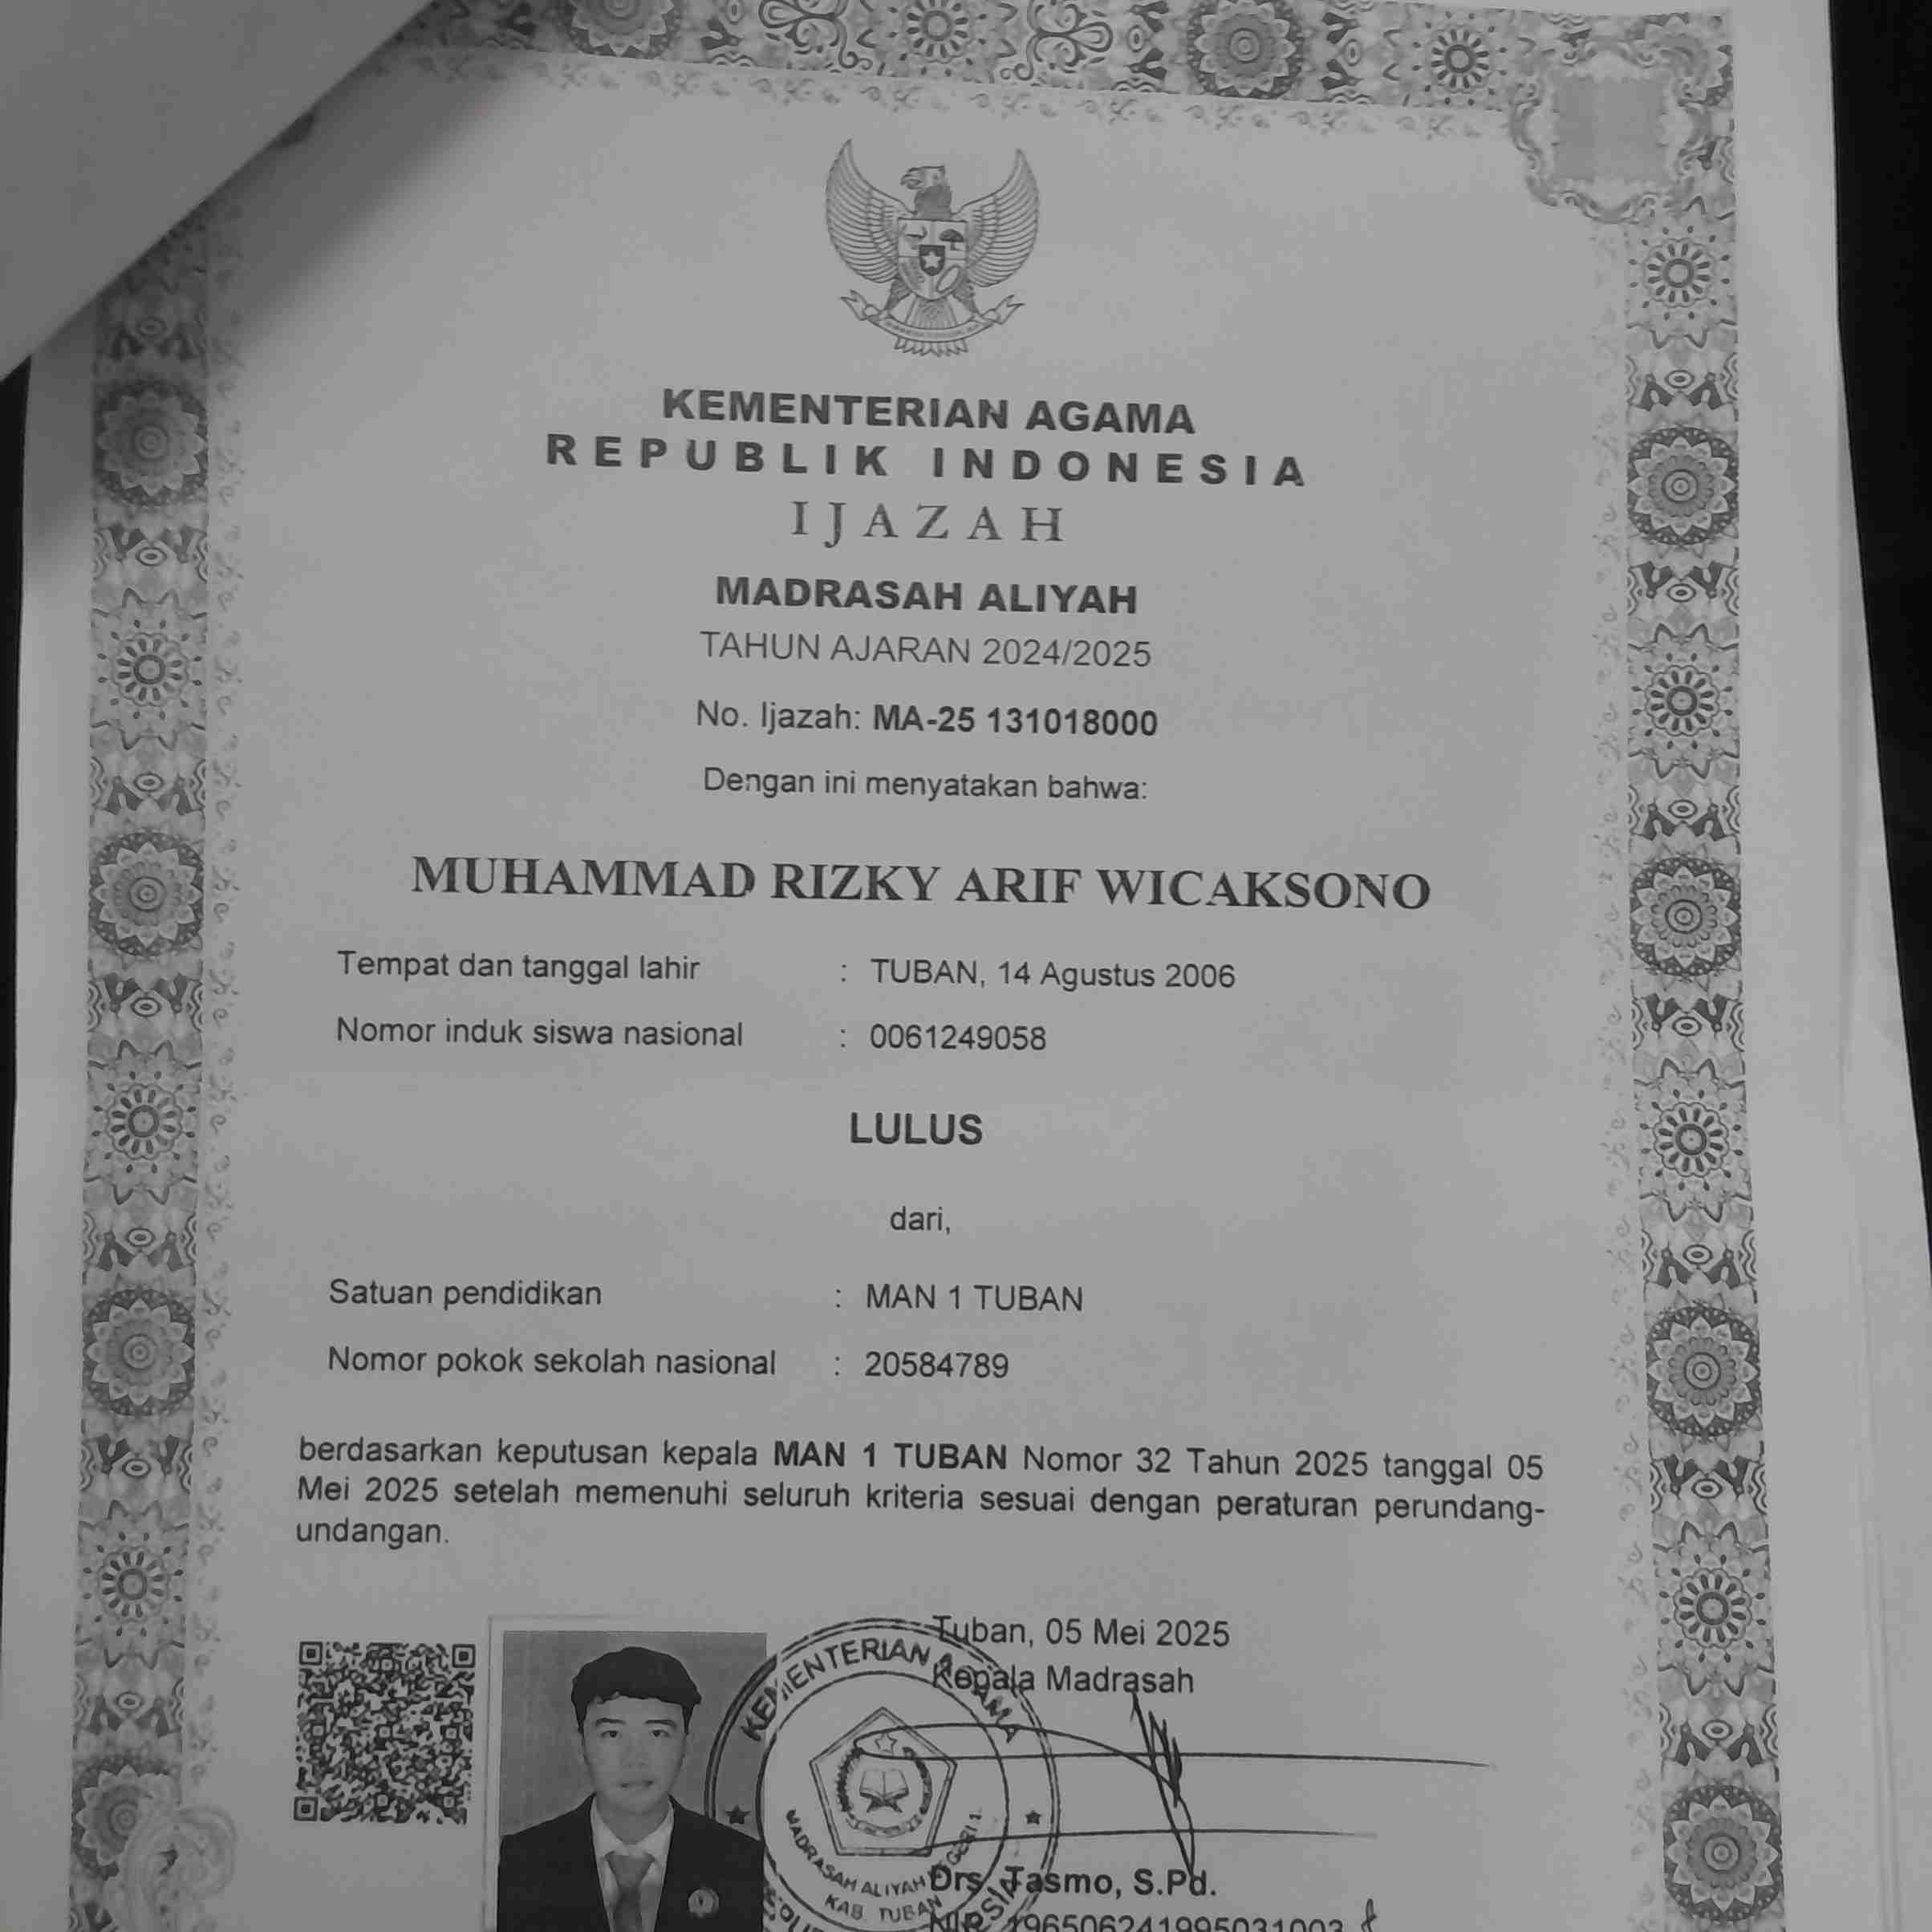 KEMENTERIAN AGAMA
REPUBLIK INDONESIA
IJAZAH
MADRASAH ALIYAH
TAHUN AJARAN 2024/2025
No. Ijazah: MA-25 131018000
Dengan ini menyatakan bahwa:
MUHAMMAD RIZKY ARIF WICAKSONO
Tempat dan tanggal lahir : TUBAN, 14 Agustus 2006
Nomor induk siswa nasional : 0061249058
LULUS
dari,
Satuan pendidikan : MAN 1 TUBAN
Nomor pokok sekolah nasional : 20584789
berdasarkan keputusan kepala MAN 1 TUBAN Nomor 32 Tahun 2025 tanggal 05
Mei 2025 setelah memenuhi seluruh kriteria sesuai dengan peraturan perundang-
undangan.
Tuban, 05 Mei 2025
Kepala Madrasah
KEMENTERIAN AGAMA
MADRASAH ALIYAH NEGERI 1
KAB TUBAN
Drs. Tasmo, S.Pd.
NIP 196506241995031003